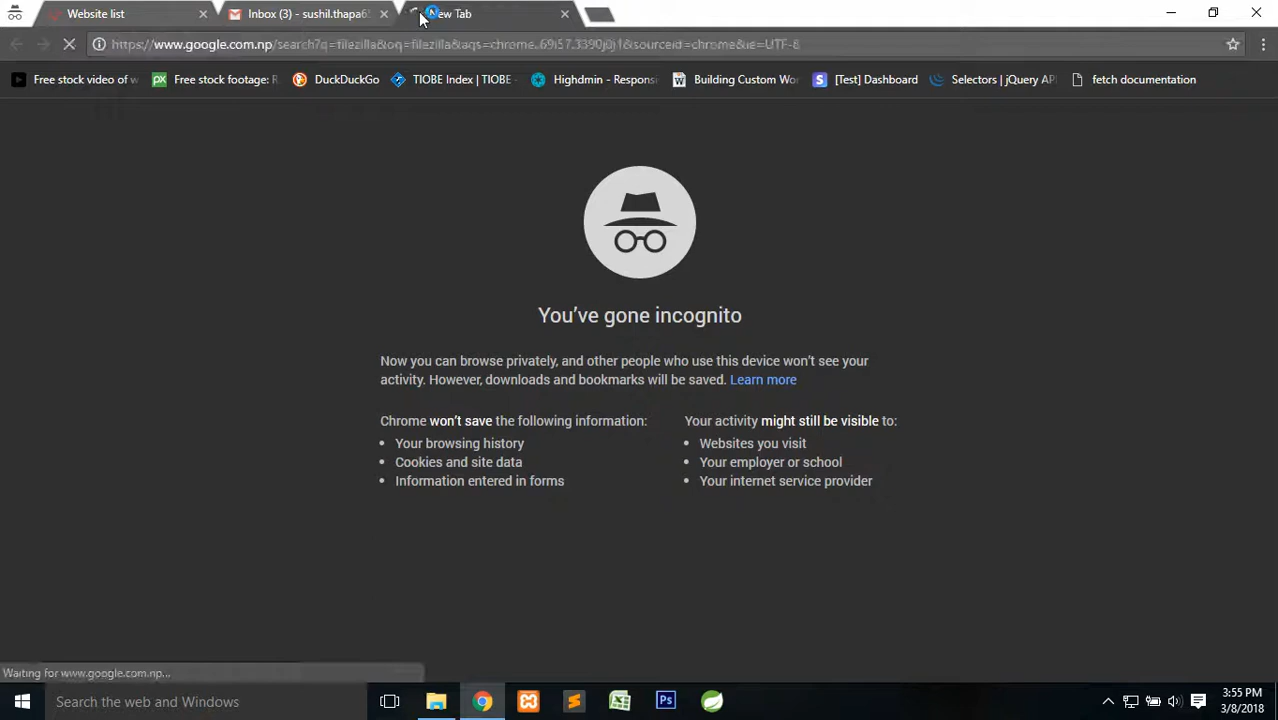 Website list
Inbox (3) - sushil.thapa65
New Tab
https://www.google.com.np/search?q=filezilla&oq=filezilla&aqs=chrome..69i57.3390j0j1&sourceid=chrome&ie=UTF-8
Free stock video of w
Free stock footage: R
DuckDuckGo
TIOBE Index | TIOBE -
Highdmin - Responsi
Building Custom Wo
[Test] Dashboard
Selectors | jQuery API
fetch documentation
You've gone incognito
Now you can browse privately, and other people who use this device won't see your
activity. However, downloads and bookmarks will be saved. Learn more
Chrome won't save the following information:
• Your browsing history
• Cookies and site data
• Information entered in forms
Your activity might still be visible to:
• Websites you visit
• Your employer or school
• Your internet service provider
Waiting for www.google.com.np...
Search the web and Windows
Ps
3:55 PM
3/8/2018